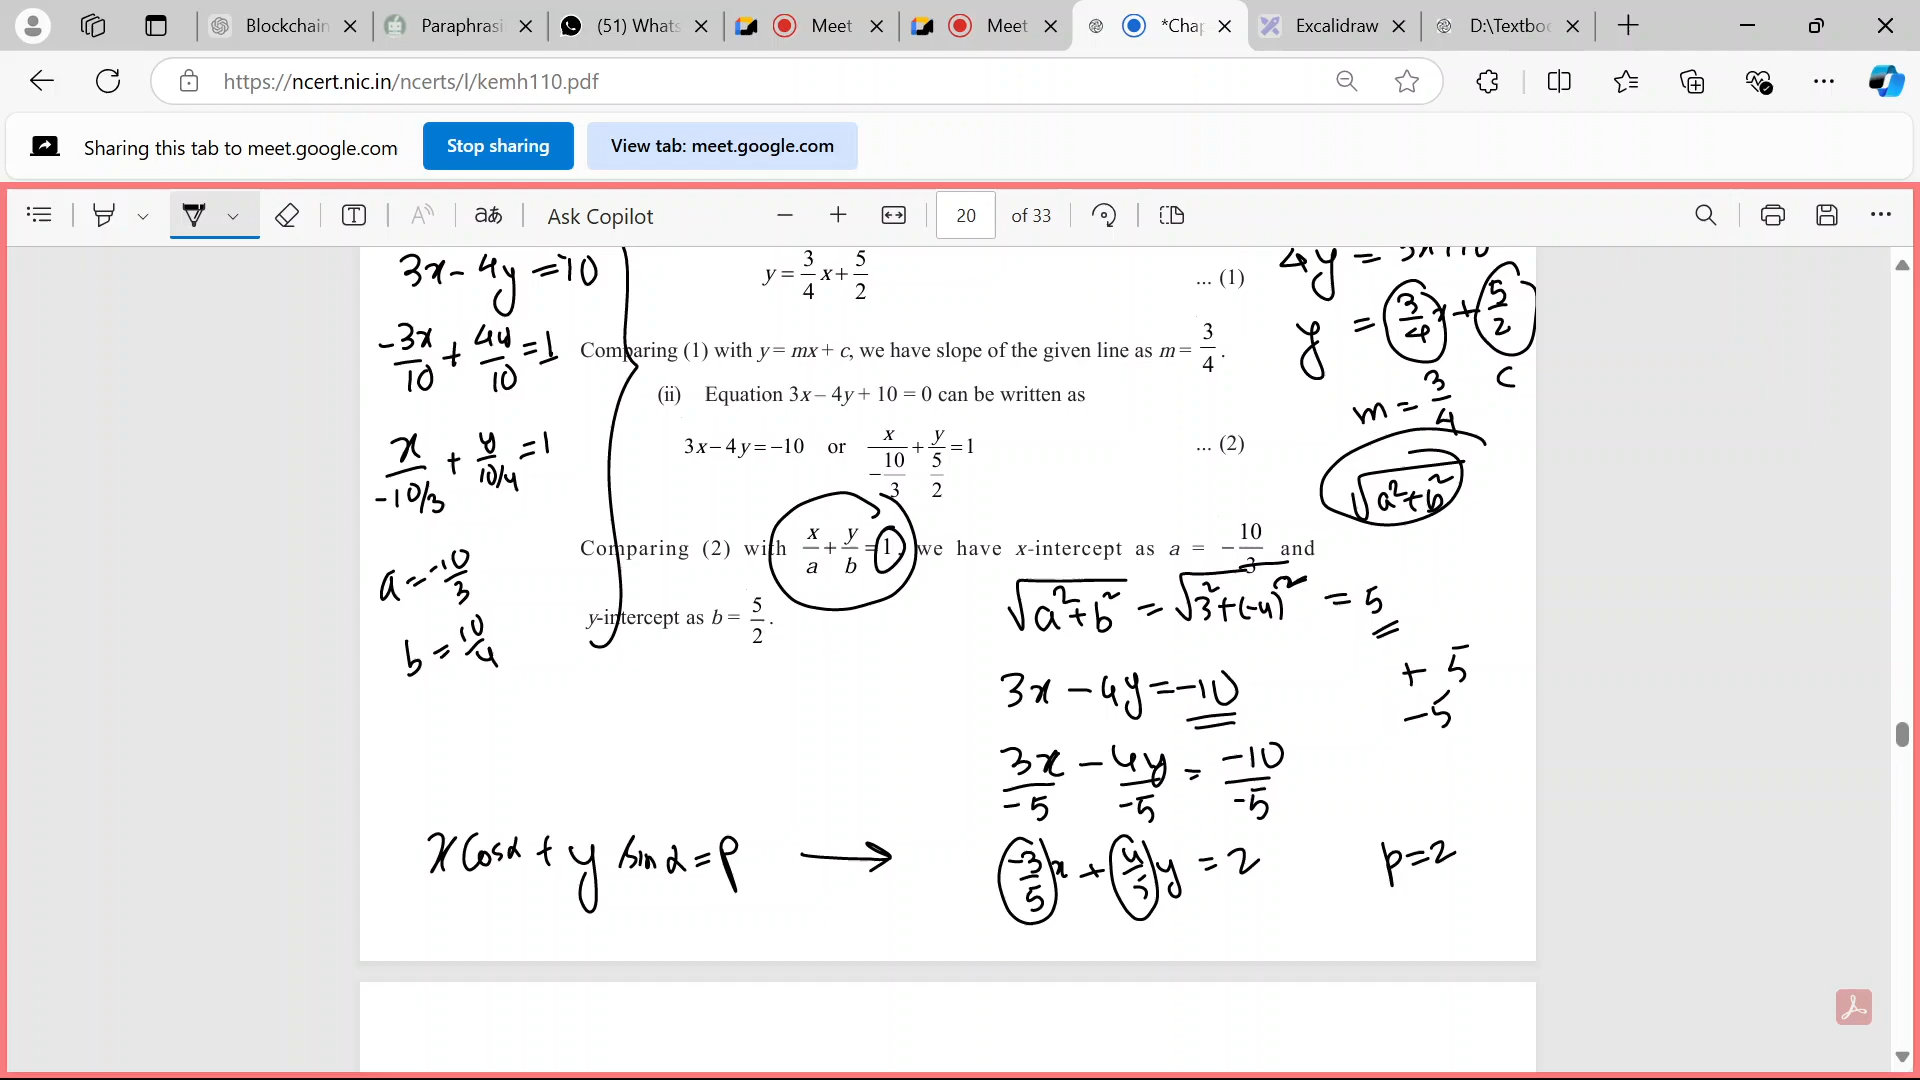 Blockchain
Paraphrasi
(51) Whats
Meet
Meet
*Chap
Excalidraw
D:\Textboo
https://ncert.nic.in/ncerts/l/kemh110.pdf
Sharing this tab to meet.google.com
Stop sharing
View tab: meet.google.com
aあ
Ask Copilot
20 of 33
3x - 4y = -10
y = 3/4 x + 5/2 ... (1)
4y = 3x+10
-3x/10 + 4y/10 = 1
Comparing (1) with y = mx + c, we have slope of the given line as m = 3/4 .
y = 3/4 x + 5/2
c
(ii) Equation 3x – 4y + 10 = 0 can be written as
m = 3/4
x/-10/3 + y/10/4 = 1
3x – 4y = –10 or x/(-10/3) + y/(5/2) = 1 ... (2)
√a²+b²
Comparing (2) with x/a + y/b = 1, we have x-intercept as a = -10/3 and
a = -10/3
y-intercept as b = 5/2 .
b = 10/4
√a²+b² = √3²+(-4)² = 5
+ 5
- 5
3x - 4y = -10
3x/-5 - 4y/-5 = -10/-5
x cosα + y sinα = p → (-3/5)x + (4/5)y = 2 p=2